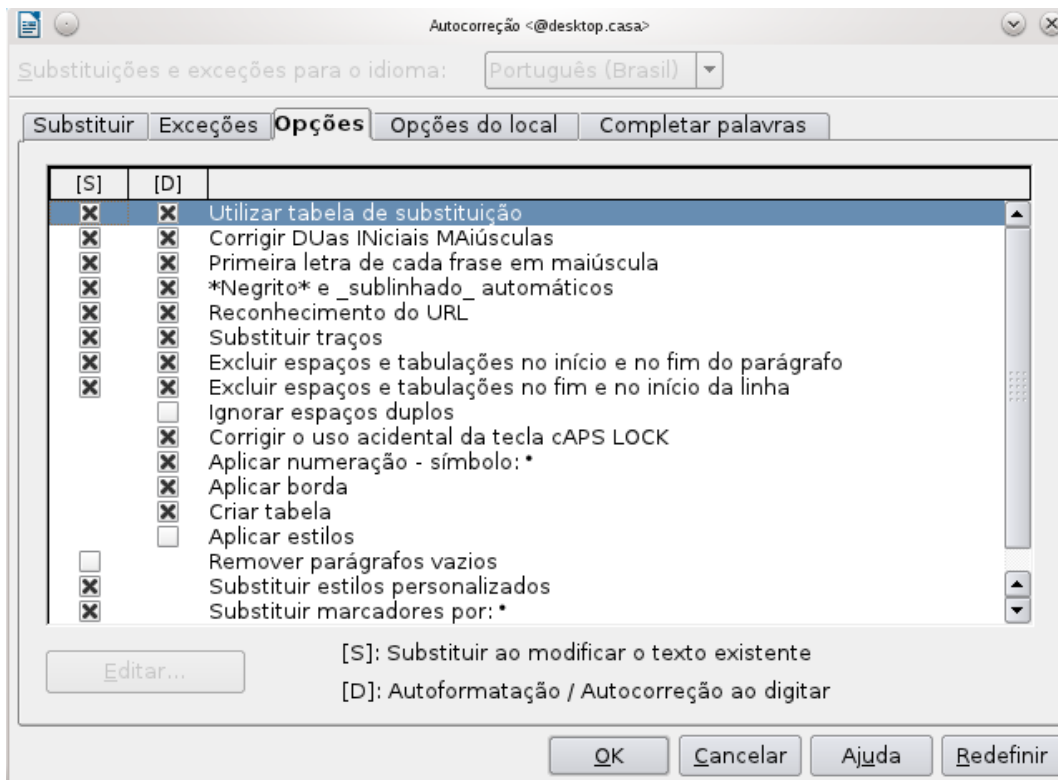 Autocorreção <@desktop.casa>
Substituições e exceções para o idioma: Português (Brasil)
Substituir Exceções Opções Opções do local Completar palavras
[S] [D]
Utilizar tabela de substituição
Corrigir DUas INiciais MAiúsculas
Primeira letra de cada frase em maiúscula
*Negrito* e _sublinhado_ automáticos
Reconhecimento do URL
Substituir traços
Excluir espaços e tabulações no início e no fim do parágrafo
Excluir espaços e tabulações no fim e no início da linha
Ignorar espaços duplos
Corrigir o uso acidental da tecla cAPS LOCK
Aplicar numeração - símbolo: •
Aplicar borda
Criar tabela
Aplicar estilos
Remover parágrafos vazios
Substituir estilos personalizados
Substituir marcadores por: •
[S]: Substituir ao modificar o texto existente
Editar...
[D]: Autoformatação / Autocorreção ao digitar
OK Cancelar Ajuda Redefinir